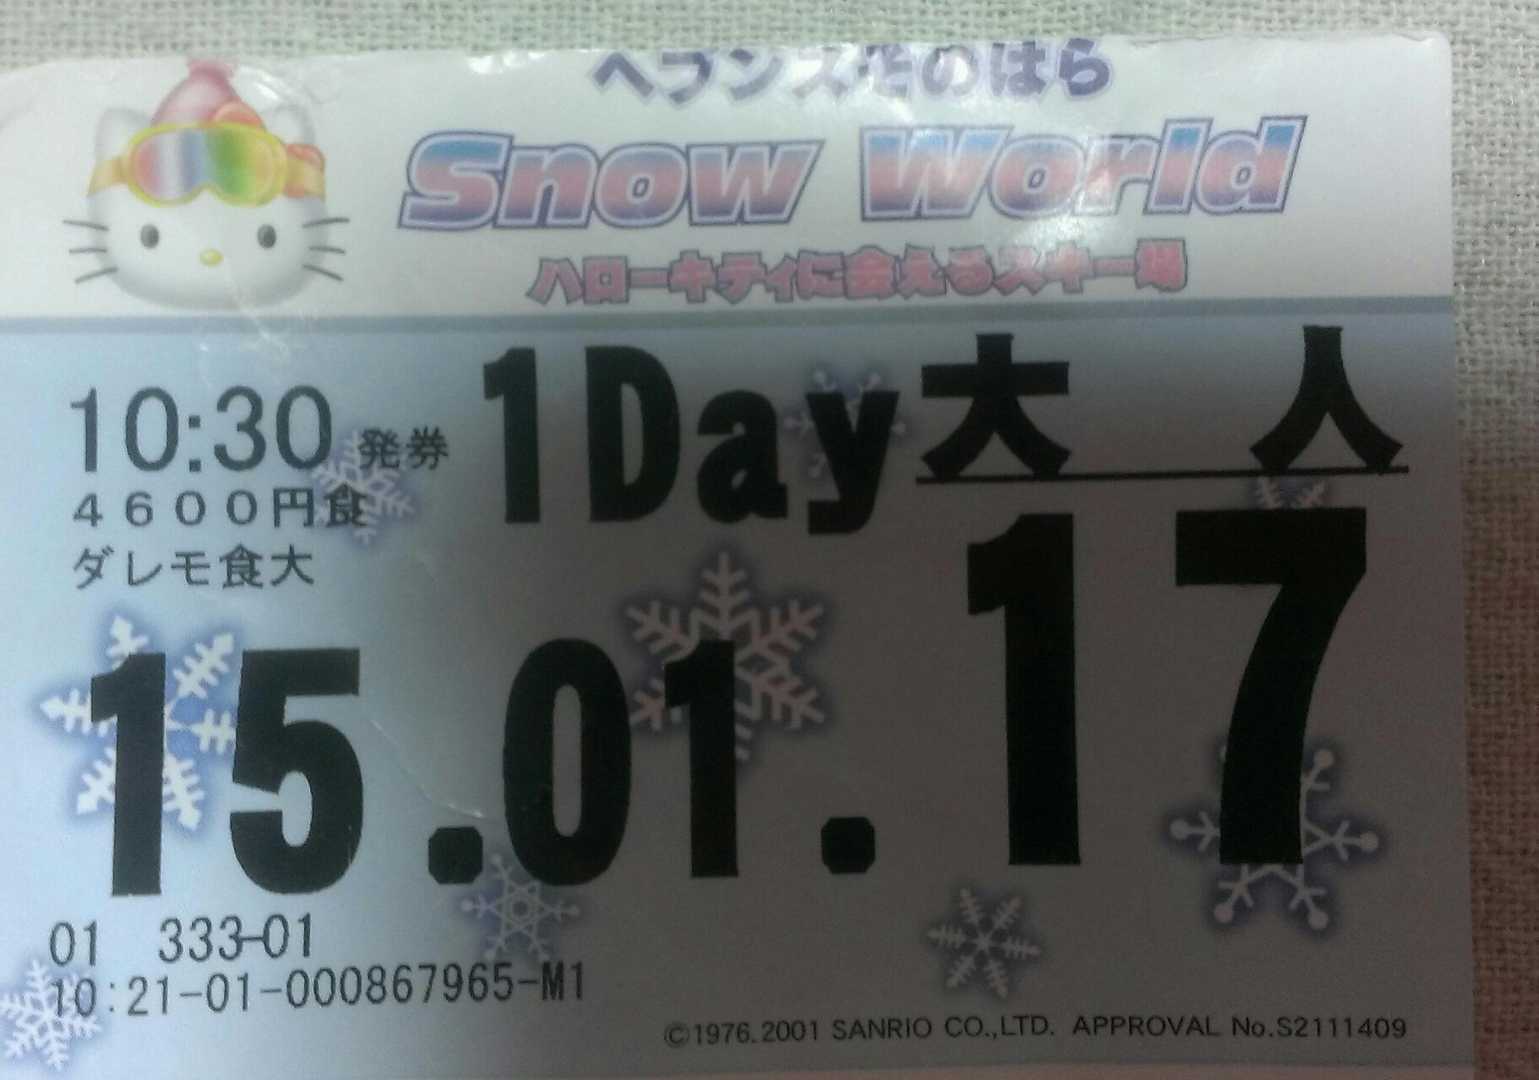 ヘブンスそのはら
Snow World
ハローキティに会えるスキー場
10:30発券
1Day大 人
4600円食
ダレモ食大
15.01.17
01 333-01
10:21-01-000867965-M1
©1976.2001 SANRIO CO.,LTD. APPROVAL No.S2111409